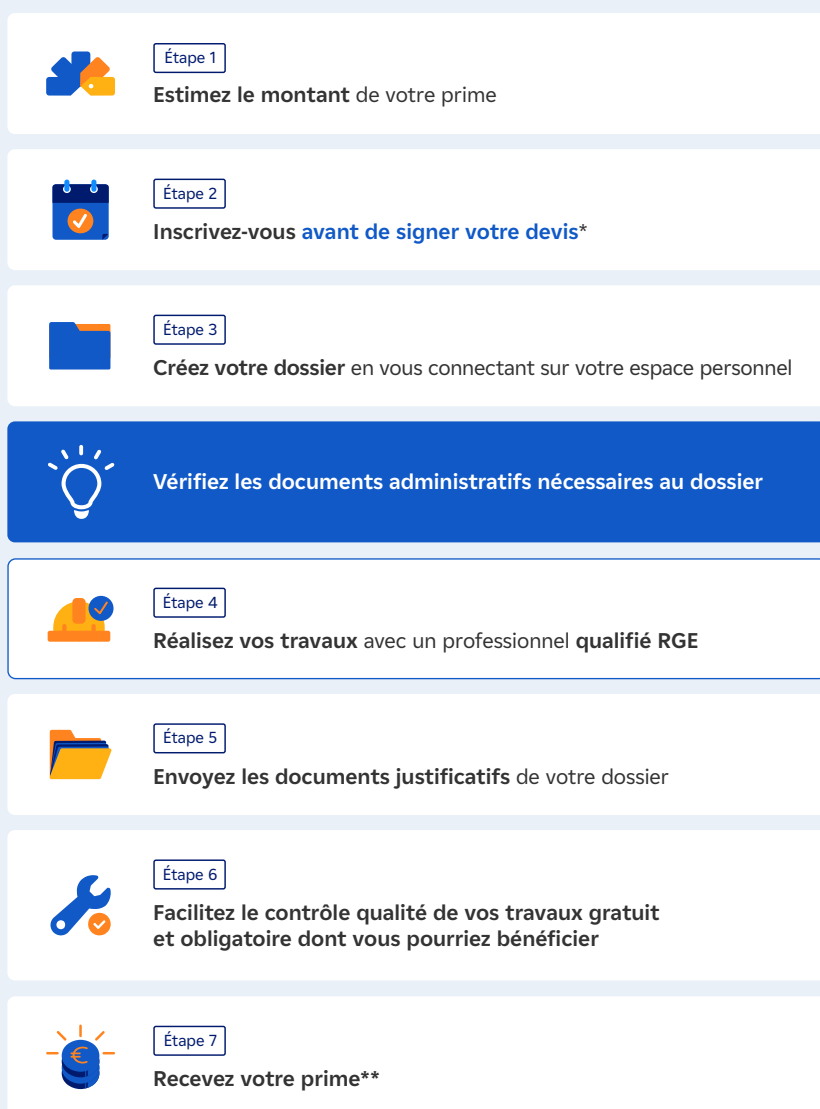 Étape 1
Estimez le montant de votre prime
Étape 2
Inscrivez-vous avant de signer votre devis*
Étape 3
Créez votre dossier en vous connectant sur votre espace personnel
Vérifiez les documents administratifs nécessaires au dossier
Étape 4
Réalisez vos travaux avec un professionnel qualifié RGE
Étape 5
Envoyez les documents justificatifs de votre dossier
Étape 6
Facilitez le contrôle qualité de vos travaux gratuit
et obligatoire dont vous pourriez bénéficier
€
Étape 7
Recevez votre prime**